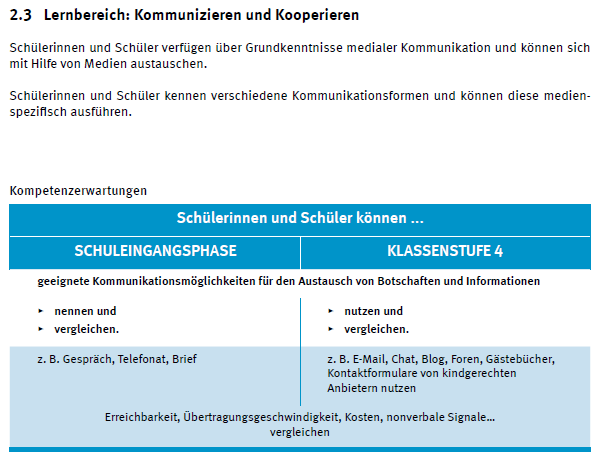 2.3 Lernbereich: Kommunizieren und Kooperieren
Schülerinnen und Schüler verfügen über Grundkenntnisse medialer Kommunikation und können sich
mit Hilfe von Medien austauschen.
Schülerinnen und Schüler kennen verschiedene Kommunikationsformen und können diese medien-
spezifisch ausführen.
Kompetenzerwartungen
Schülerinnen und Schüler können ...
SCHULEINGANGSPHASE
KLASSENSTUFE 4
geeignete Kommunikationsmöglichkeiten für den Austausch von Botschaften und Informationen
► nennen und
► vergleichen.
► nutzen und
► vergleichen.
z. B. Gespräch, Telefonat, Brief
z. B. E-Mail, Chat, Blog, Foren, Gästebücher,
Kontaktformulare von kindgerechten
Anbietern nutzen
Erreichbarkeit, Übertragungsgeschwindigkeit, Kosten, nonverbale Signale...
vergleichen